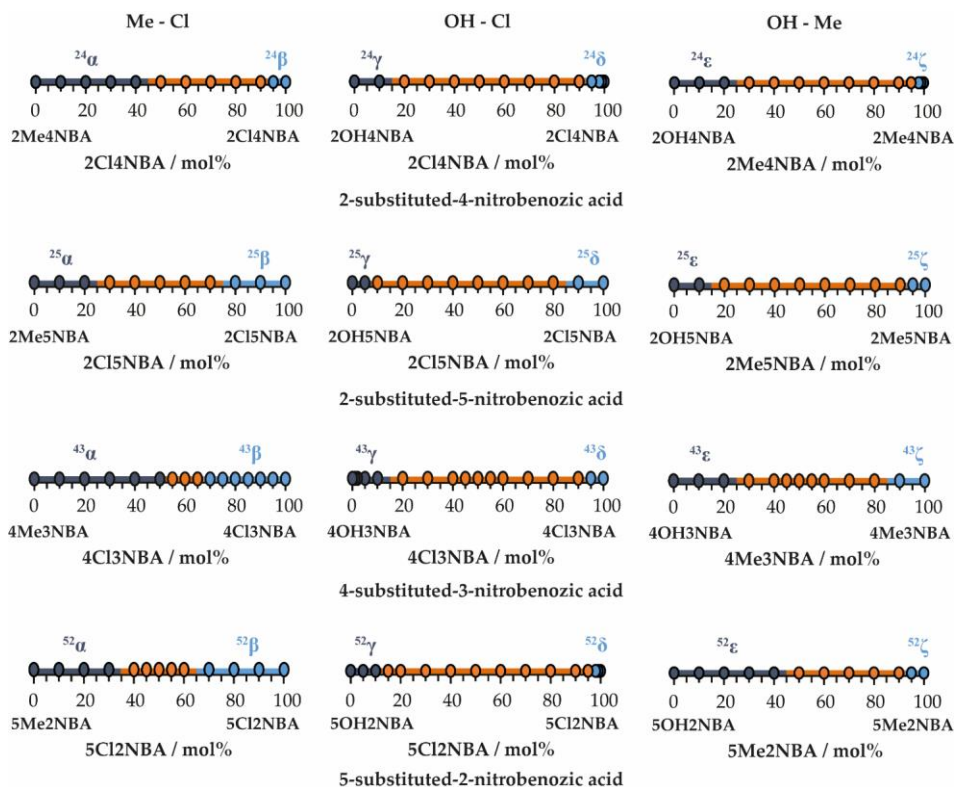 Me - Cl OH - Cl OH - Me
²⁴α ²⁴β ²⁴γ ²⁴δ ²⁴ε ²⁴ζ
0 20 40 60 80 100 0 20 40 60 80 100 0 20 40 60 80 100
2Me4NBA 2Cl4NBA 2OH4NBA 2Cl4NBA 2OH4NBA 2Me4NBA
2Cl4NBA / mol% 2Cl4NBA / mol% 2Me4NBA / mol%
2-substituted-4-nitrobenozic acid
²⁵α ²⁵β ²⁵γ ²⁵δ ²⁵ε ²⁵ζ
0 20 40 60 80 100 0 20 40 60 80 100 0 20 40 60 80 100
2Me5NBA 2Cl5NBA 2OH5NBA 2Cl5NBA 2OH5NBA 2Me5NBA
2Cl5NBA / mol% 2Cl5NBA / mol% 2Me5NBA / mol%
2-substituted-5-nitrobenozic acid
⁴³α ⁴³β ⁴³γ ⁴³δ ⁴³ε ⁴³ζ
0 20 40 60 80 100 0 20 40 60 80 100 0 20 40 60 80 100
4Me3NBA 4Cl3NBA 4OH3NBA 4Cl3NBA 4OH3NBA 4Me3NBA
4Cl3NBA / mol% 4Cl3NBA / mol% 4Me3NBA / mol%
4-substituted-3-nitrobenozic acid
⁵²α ⁵²β ⁵²γ ⁵²δ ⁵²ε ⁵²ζ
0 20 40 60 80 100 0 20 40 60 80 100 0 20 40 60 80 100
5Me2NBA 5Cl2NBA 5OH2NBA 5Cl2NBA 5OH2NBA 5Me2NBA
5Cl2NBA / mol% 5Cl2NBA / mol% 5Me2NBA / mol%
5-substituted-2-nitrobenozic acid